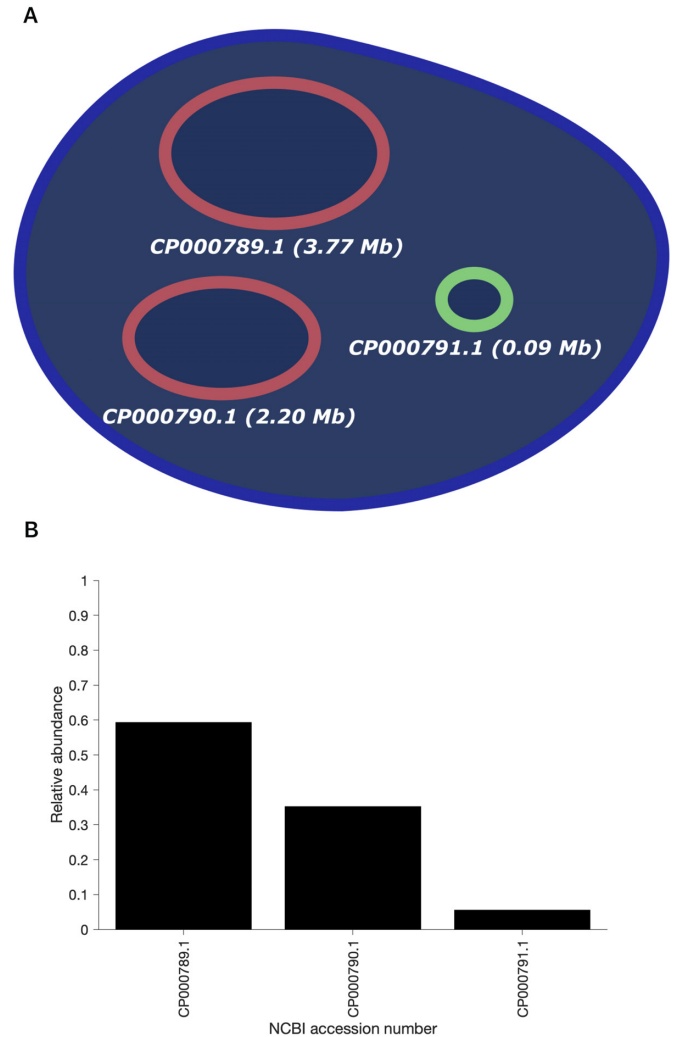 A
CP000789.1 (3.77 Mb)
CP000791.1 (0.09 Mb)
CP000790.1 (2.20 Mb)
B
1
0.9
0.8
0.7
0.6
0.5
0.4
0.3
0.2
0.1
0
Relative abundance
CP000789.1
CP000790.1
CP000791.1
NCBI accession number